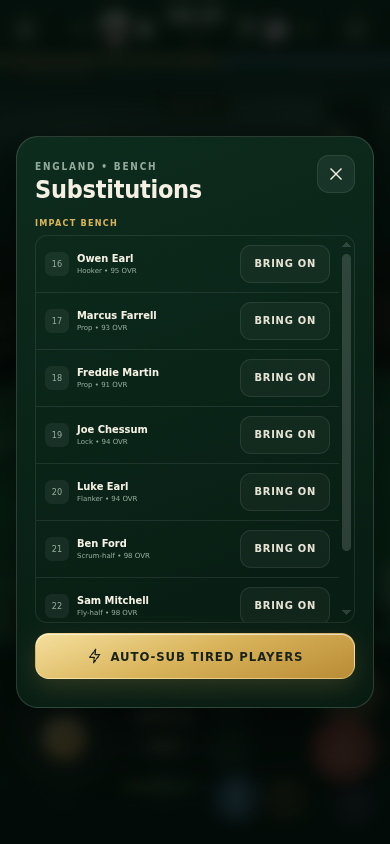 ENGLAND • BENCH
Substitutions
IMPACT BENCH
16
Owen Earl
Hooker • 95 OVR
BRING ON
17
Marcus Farrell
Prop • 93 OVR
BRING ON
18
Freddie Martin
Prop • 91 OVR
BRING ON
19
Joe Chessum
Lock • 94 OVR
BRING ON
20
Luke Earl
Flanker • 94 OVR
BRING ON
21
Ben Ford
Scrum-half • 98 OVR
BRING ON
22
Sam Mitchell
Fly-half • 98 OVR
BRING ON
AUTO-SUB TIRED PLAYERS